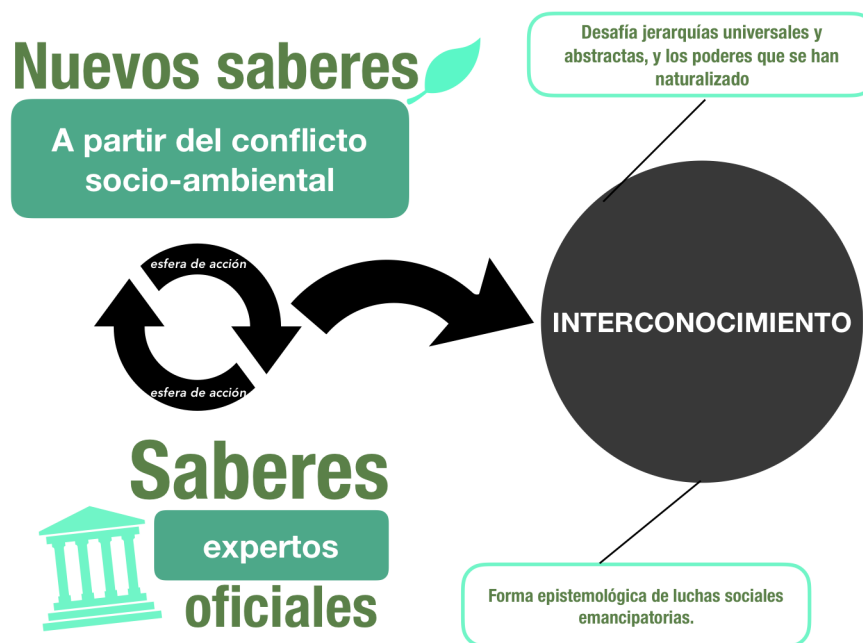 Nuevos saberes
A partir del conflicto
socio-ambiental
esfera de acción
esfera de acción
Saberes
expertos
oficiales
Desafía jerarquías universales y
abstractas, y los poderes que se han
naturalizado
INTERCONOCIMIENTO
Forma epistemológica de luchas sociales
emancipatorias.